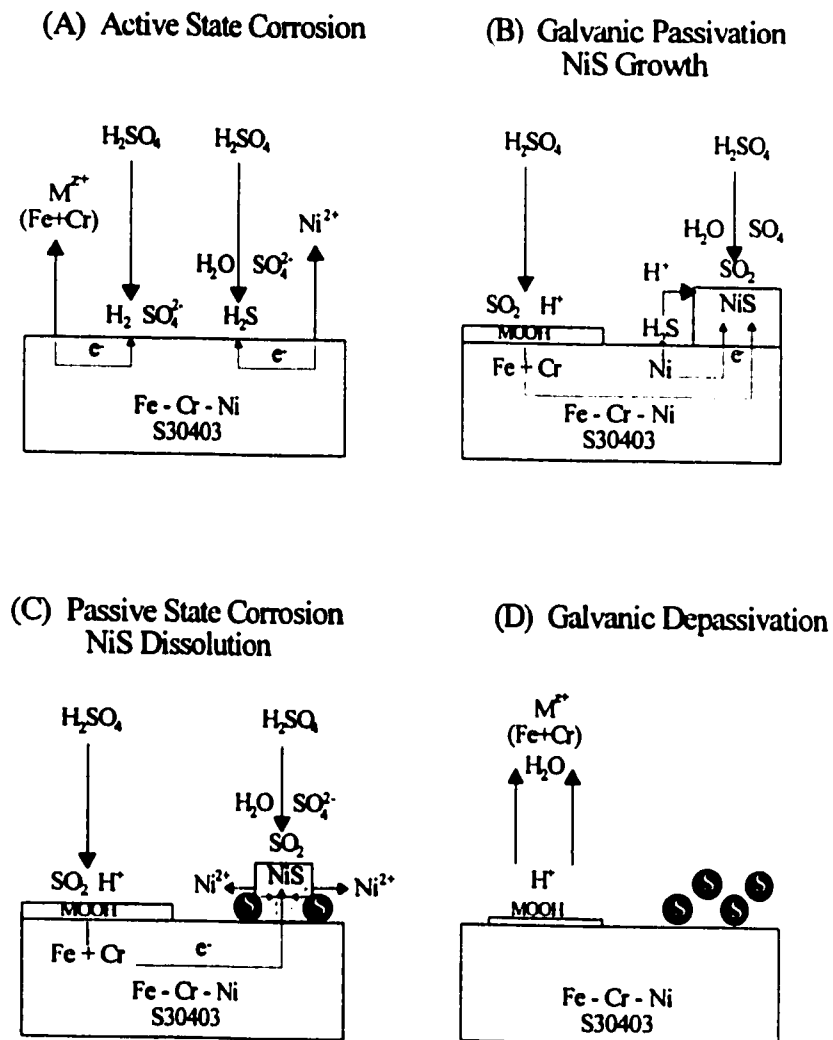 (A) Active State Corrosion
H₂SO₄ H₂SO₄
M^{z+}
(Fe+Cr)
Ni²⁺
H₂O SO₄²⁻
H₂ SO₄²⁻ H₂S
e⁻ e⁻
Fe - Cr - Ni
S30403
(B) Galvanic Passivation
NiS Growth
H₂SO₄ H₂SO₄
H₂O SO₄
H⁺ SO₂
SO₂ H⁺ NiS
MOOH H₂S
Fe + Cr Ni e⁻
Fe - Cr - Ni
S30403
(C) Passive State Corrosion
NiS Dissolution
H₂SO₄ H₂SO₄
H₂O SO₄²⁻
SO₂
SO₂ H⁺ Ni²⁺ NiS Ni²⁺
MOOH S S
Fe + Cr e⁻
Fe - Cr - Ni
S30403
(D) Galvanic Depassivation
M^{z+}
(Fe+Cr)
H₂O
H⁺
MOOH S S S S
Fe - Cr - Ni
S30403